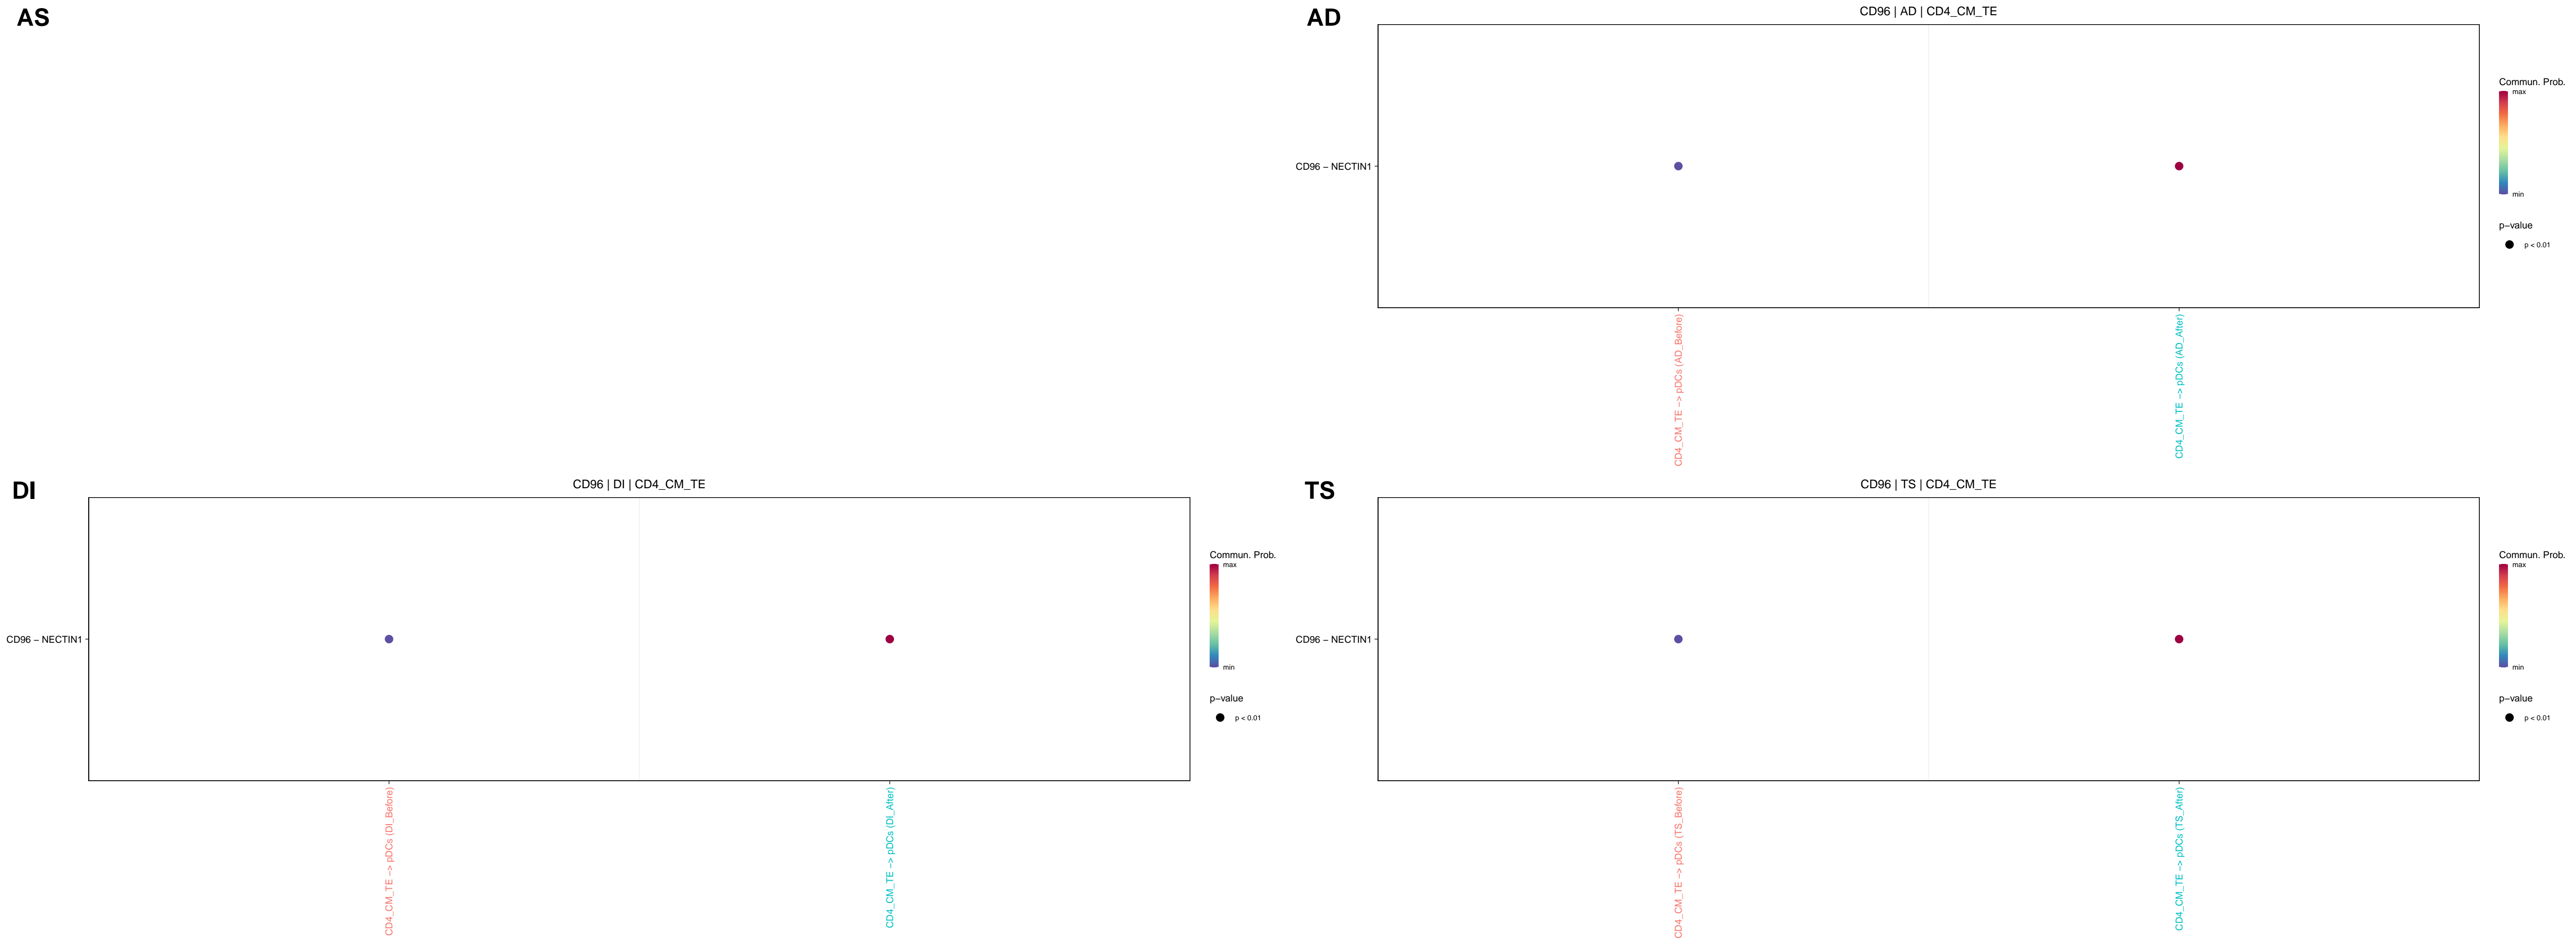 AS
AD
CD96 | AD | CD4_CM_TE
CD96 − NECTIN1
CD4_CM_TE −> pDCs (AD_Before)
CD4_CM_TE −> pDCs (AD_After)
Commun. Prob.
max
min
p−value
p < 0.01
DI
CD96 | DI | CD4_CM_TE
CD96 − NECTIN1
CD4_CM_TE −> pDCs (DI_Before)
CD4_CM_TE −> pDCs (DI_After)
Commun. Prob.
max
min
p−value
p < 0.01
TS
CD96 | TS | CD4_CM_TE
CD96 − NECTIN1
CD4_CM_TE −> pDCs (TS_Before)
CD4_CM_TE −> pDCs (TS_After)
Commun. Prob.
max
min
p−value
p < 0.01